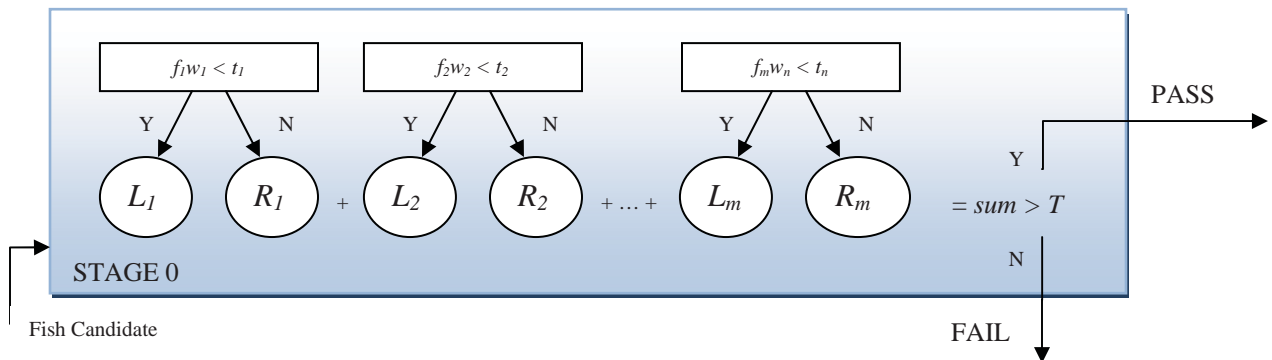 f₁w₁ < t₁ f₂w₂ < t₂ fₘwₙ < tₙ
PASS
Y N Y N Y N
Y
L₁ R₁ + L₂ R₂ + ... + Lₘ Rₘ = sum > T
N
STAGE 0
Fish Candidate
FAIL